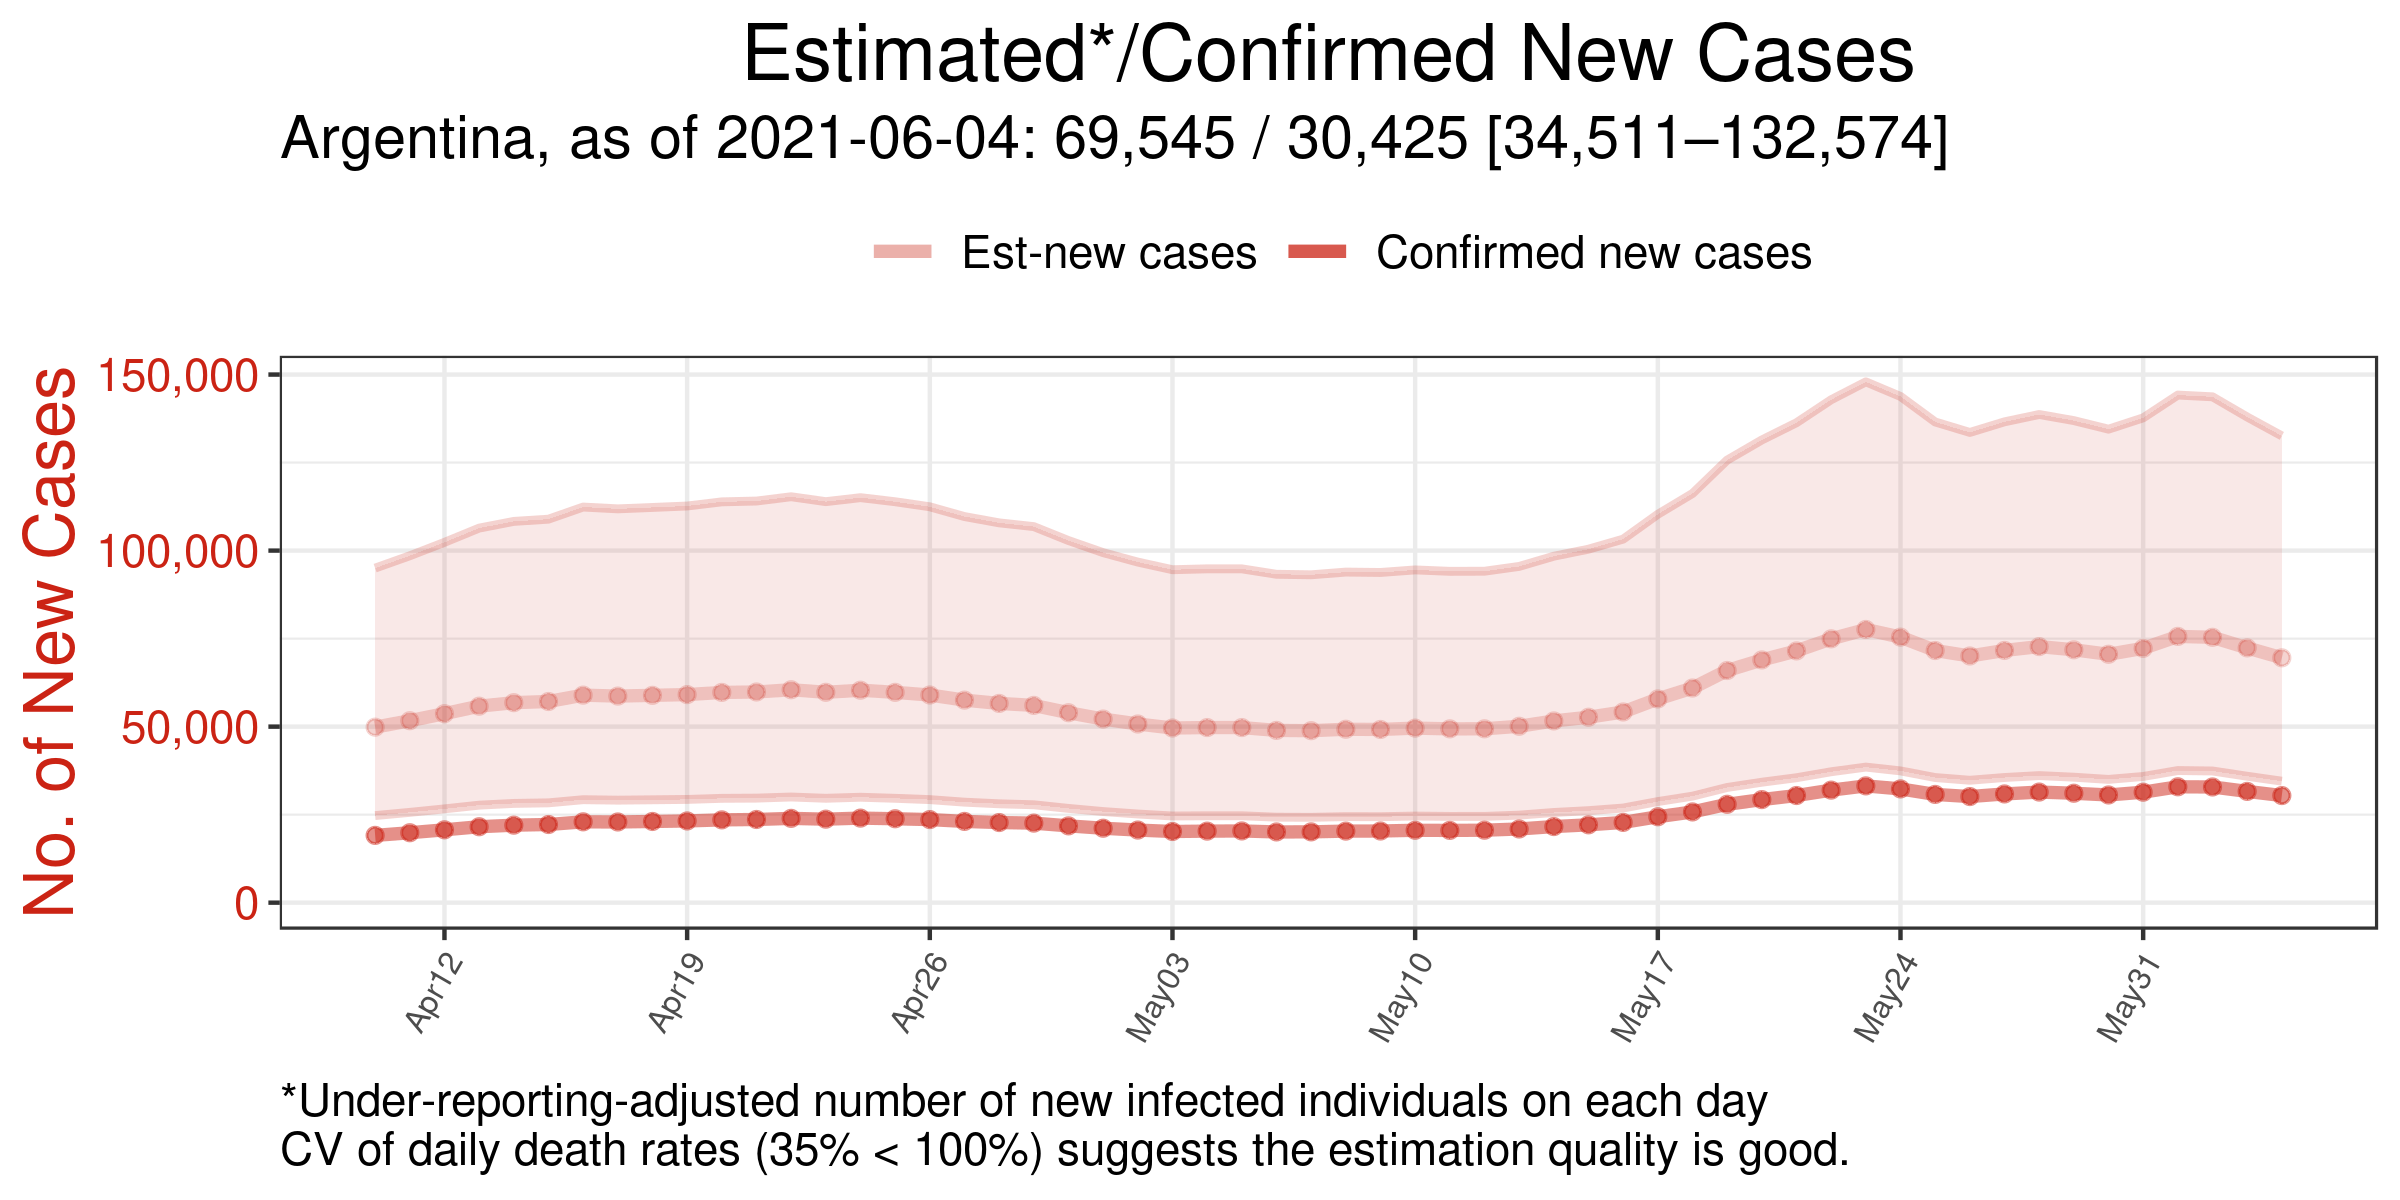 Estimated*/Confirmed New Cases
Argentina, as of 2021-06-04: 69,545 / 30,425 [34,511–132,574]
Est-new cases
Confirmed new cases
No. of New Cases
150,000
100,000
50,000
0
Apr12
Apr19
Apr26
May03
May10
May17
May24
May31
*Under-reporting-adjusted number of new infected individuals on each day
CV of daily death rates (35% < 100%) suggests the estimation quality is good.